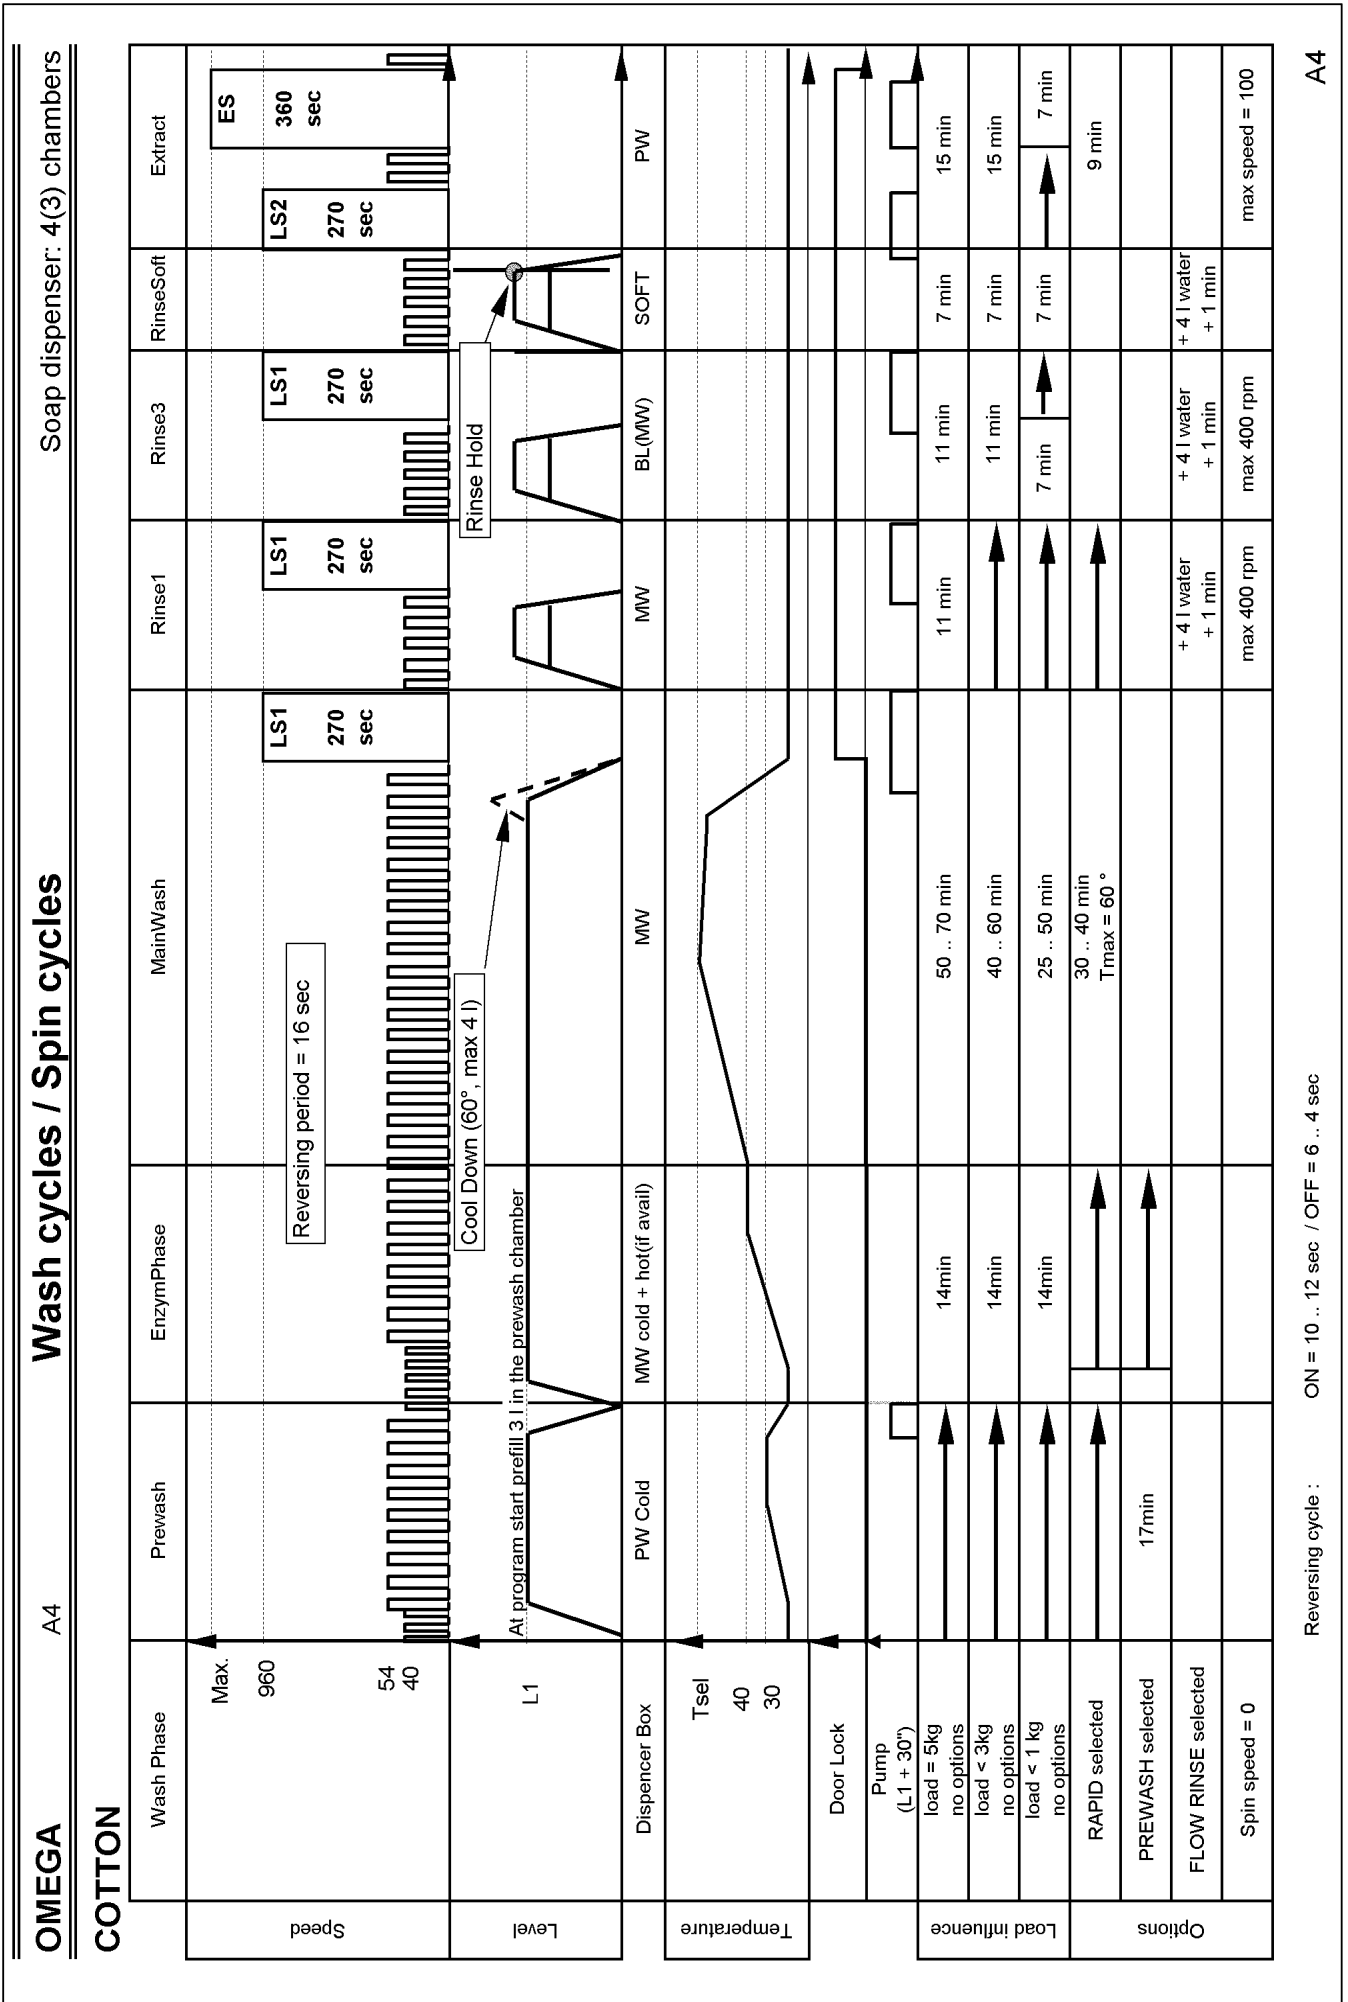 OMEGA
A4
Wash cycles / Spin cycles
Soap dispenser: 4(3) chambers
COTTON
Wash Phase
Prewash
EnzymPhase
MainWash
Rinse1
Rinse3
RinseSoft
Extract
Speed
Max.
960
54
40
Reversing period = 16 sec
LS1
270
sec
LS1
270
sec
LS1
270
sec
LS2
270
sec
ES
360
sec
Level
L1
At program start prefill 3 l in the prewash chamber
Cool Down (60°, max 4 l)
Rinse Hold
Dispencer Box
PW Cold
MW cold + hot(if avail)
MW
MW
BL(MW)
SOFT
PW
Temperature
Tsel
40
30
Door Lock
Pump
(L1 + 30")
Load influence
load = 5kg
no options
14min
50 .. 70 min
11 min
11 min
7 min
15 min
load < 3kg
no options
14min
40 .. 60 min
11 min
7 min
15 min
load < 1 kg
no options
14min
25 .. 50 min
7 min
7 min
7 min
Options
RAPID selected
30 .. 40 min
Tmax = 60 °
9 min
PREWASH selected
17min
FLOW RINSE selected
+ 4 l water
+ 1 min
+ 4 l water
+ 1 min
+ 4 l water
+ 1 min
Spin speed = 0
max 400 rpm
max 400 rpm
max speed = 100
Reversing cycle :
ON = 10 .. 12 sec / OFF = 6 .. 4 sec
A4